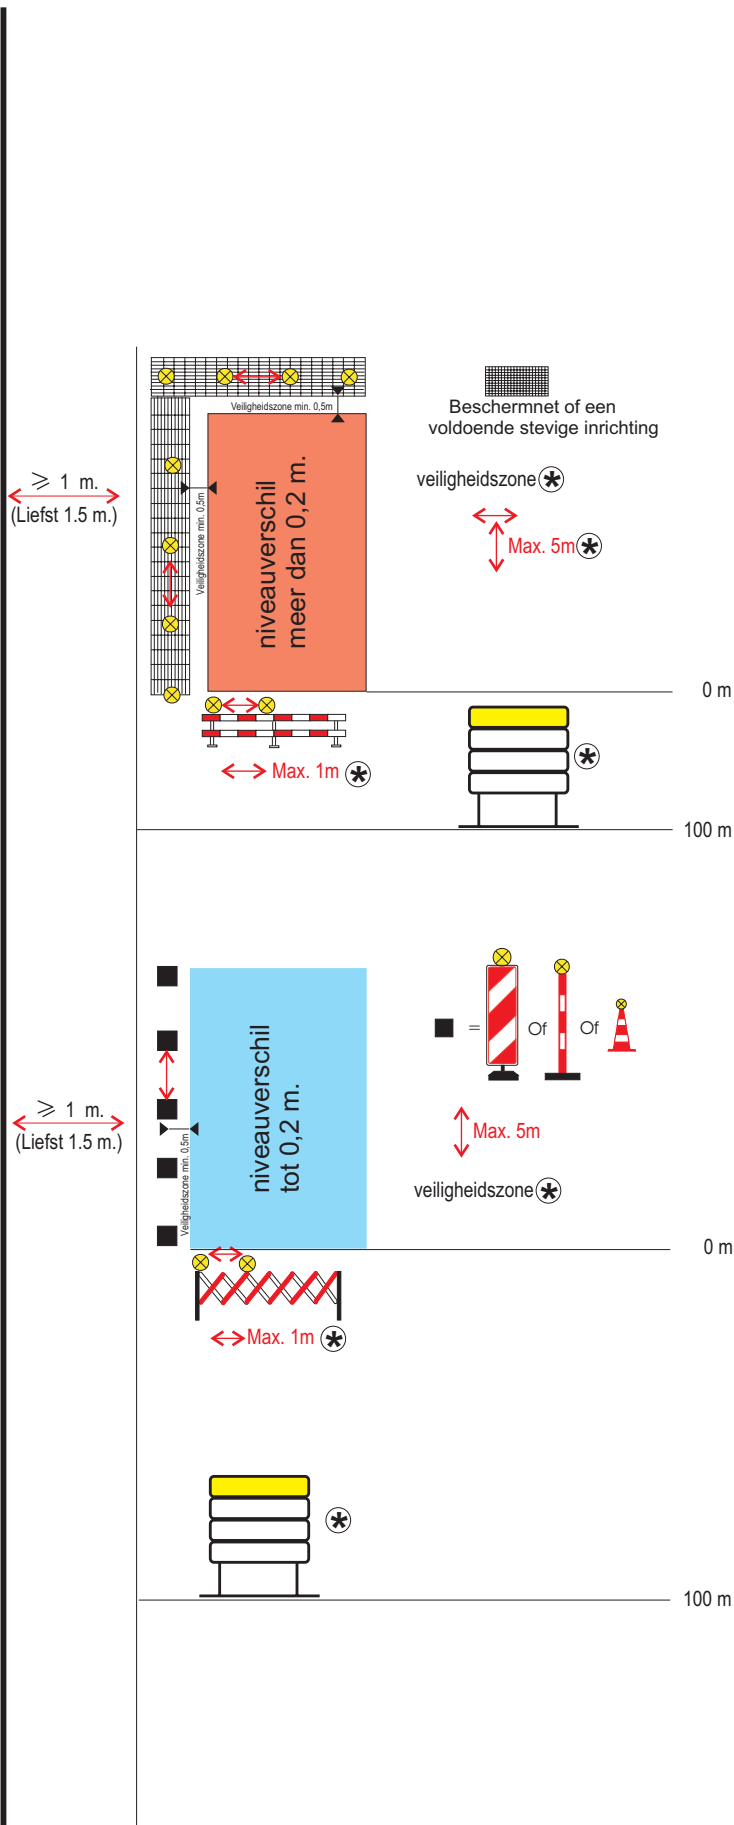 Veiligheidszone min. 0,5m
Beschermnet of een
voldoende stevige inrichting
⩾ 1 m.
(Liefst 1.5 m.)
Veiligheidszone min. 0,5m
niveauverschil
meer dan 0,2 m.
veiligheidszone *
Max. 5m *
0 m
Max. 1m *
*
100 m
■ = Of Of
niveauverschil
tot 0,2 m.
⩾ 1 m.
(Liefst 1.5 m.)
Veiligheidszone min. 0,5m
Max. 5m
veiligheidszone *
0 m
Max. 1m *
*
100 m